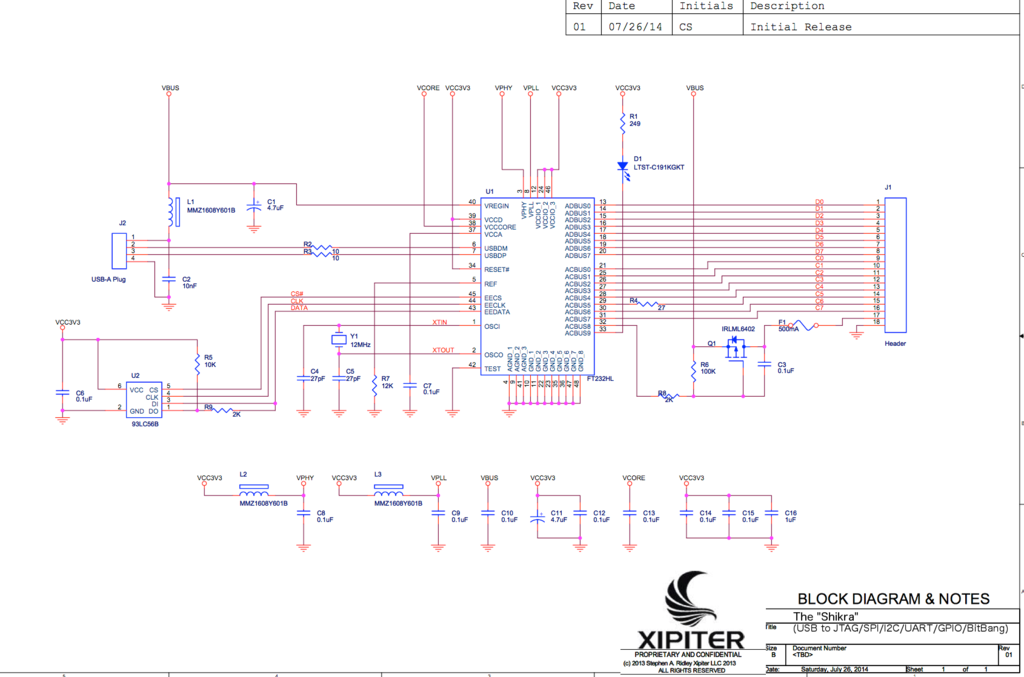 Rev Date Initials Description
01 07/26/14 CS Initial Release
VBUS VCORE VCC3V3 VPHY VPLL VCC3V3 VCC3V3 VBUS
R1
249
D1
LTST-C191KGKT
L1
MMZ1608Y601B
C1
4.7uF
J2
1
2
3
4
USB-A Plug
C2
10nF
R2
10
R3
10
U1
3 8 12 24 46
VPHY VPLL VCCIO_1 VCCIO_2 VCCIO_3
40 VREGIN
39 VCCD
38 VCCCORE
37 VCCA
6 USBDM
7 USBDP
34 RESET#
5 REF
45 EECS
44 EECLK
43 EEDATA
1 OSCI
2 OSCO
42 TEST
ADBUS0 13
ADBUS1 14
ADBUS2 15
ADBUS3 16
ADBUS4 17
ADBUS5 18
ADBUS6 19
ADBUS7 20
ACBUS0 21
ACBUS1 25
ACBUS2 26
ACBUS3 27
ACBUS4 28
ACBUS5 29
ACBUS6 30
ACBUS7 31
ACBUS8 32
ACBUS9 33
AGND_1 AGND_2 AGND_3 GND_1 GND_2 GND_3 GND_4 GND_5 GND_6 GND_7 GND_8
4 9 41 10 11 22 23 35 36 47 48
FT232HL
D0
D1
D2
D3
D4
D5
D6
D7
C0
C1
C2
C3
C4
C5
C6
C7
J1
1
2
3
4
5
6
7
8
9
10
11
12
13
14
15
16
17
18
Header
R4
27
F1
500mA
IRLML6402
Q1
R6
100K
C3
0.1uF
R8
2K
CS#
CLK
DATA
XTIN
XTOUT
Y1
12MHz
C4
27pF
C5
27pF
R7
12K
C7
0.1uF
VCC3V3
R5
10K
C6
0.1uF
U2
6 VCC CS 5
CLK 4
DI 3
2 GND DO 1
93LC56B
R9
2K
VCC3V3 L2 VPHY VCC3V3 L3 VPLL VBUS VCC3V3 VCORE VCC3V3
MMZ1608Y601B
MMZ1608Y601B
C8
0.1uF
C9
0.1uF
C10
0.1uF
C11
4.7uF
C12
0.1uF
C13
0.1uF
C14
0.1uF
C15
0.1uF
C16
1uF
XIPITER
PROPRIETARY AND CONFIDENTIAL
(c) 2013 Stephen A. Ridley Xipiter LLC 2013
ALL RIGHTS RESERVED
BLOCK DIAGRAM & NOTES
The "Shikra"
Title (USB to JTAG/SPI/I2C/UART/GPIO/BitBang)
Size Document Number Rev
B <TBD> 01
Date: Saturday, July 26, 2014 Sheet 1 of 1